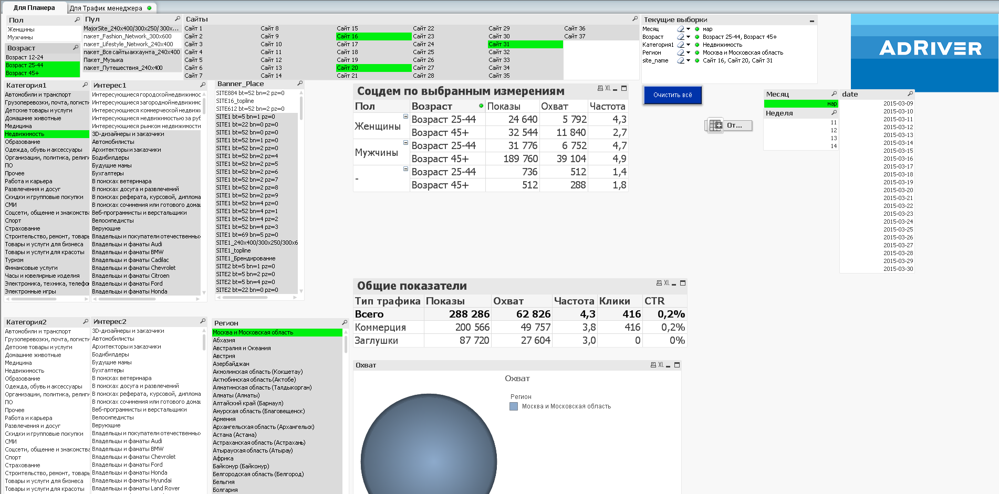 Для Планера
Для Трафик менеджера
Пол
Женщины
Мужчины
Возраст
Возраст 12-24
Возраст 25-44
Возраст 45+
Пул
MajorSite_240x400/300x250/ 300x...
пакет_Fashion_Network_300x600
пакет_Lifestyle_Network_240x400
пакет_Все сайты аккаунта_240x400
Пакет_Музыка
пакет_Путешествия_240x400
Сайты
Сайт 1 Сайт 8 Сайт 15 Сайт 22 Сайт 29 Сайт 36
Сайт 2 Сайт 9 Сайт 16 Сайт 23 Сайт 30 Сайт 37
Сайт 3 Сайт 10 Сайт 17 Сайт 24 Сайт 31
Сайт 4 Сайт 11 Сайт 18 Сайт 25 Сайт 32
Сайт 5 Сайт 12 Сайт 19 Сайт 26 Сайт 33
Сайт 6 Сайт 13 Сайт 20 Сайт 27 Сайт 34
Сайт 7 Сайт 14 Сайт 21 Сайт 28 Сайт 35
Текущие выборки
Месяц мар
Возраст Возраст 25-44, Возраст 45+
Категория1 Недвижимость
Регион Москва и Московская область
site_name Сайт 16, Сайт 20, Сайт 31
ADRIVER
Очистить всё
От...
Месяц
мар
Неделя
11
12
13
14
date
2015-03-09
2015-03-10
2015-03-11
2015-03-12
2015-03-13
2015-03-14
2015-03-15
2015-03-16
2015-03-17
2015-03-18
2015-03-19
2015-03-20
2015-03-21
2015-03-22
2015-03-23
2015-03-24
2015-03-25
2015-03-26
2015-03-27
2015-03-28
2015-03-29
2015-03-30
Категория1
Автомобили и транспорт
Грузоперевозки, почта, логисти
Детские товары и услуги
Домашние животные
Медицина
Недвижимость
Образование
Одежда, обувь и аксессуары
Организации, политика, религи
ПО
Прочее
Работа и карьера
Развлечения и досуг
Скидки и групповые покупки
СМИ
Соцсети, общение и знакомства
Спорт
Страхование
Строительство, ремонт, товары
Товары и услуги для бизнеса
Товары и услуги для красоты
Туризм
Финансовые услуги
Часы и ювелирные изделия
Электроника, техника, телефон
Электронные игры
Интерес1
Интересующиеся городской недвижимос
Интересующиеся загородной недвижимс
Интересующиеся коммерческой недвижи
Интересующиеся недвижимостью за руб
Интересующиеся рынком недвижимости
3D-дизайнеры и заказчики
Автомобилисты
Архитекторы и заказчики
Бодибилдеры
Будущие мамы
Бухгалтеры
В поисках ветеринара
В поисках досуга и развлечений
В поисках реферата, курсовой, диплома
В поисках сочинения или готового домаш
Веб-программисты и верстальщики
Велосипедисты
Верующие
Владельцы и покупатели отечественных
Владельцы и фанаты Audi
Владельцы и фанаты BMW
Владельцы и фанаты Cadilac
Владельцы и фанаты Chevrolet
Владельцы и фанаты Citroen
Владельцы и фанаты Ford
Владельцы и фанаты Honda
Banner_Place
SITE884 bt=52 bn=2 pz=0
SITE16_topline
SITE612 bt=52 bn=2 pz=0
SITE1 bt=5 bn=1 pz=0
SITE1 bt=22 bn=0 pz=0
SITE1 bt=52 bn=0 pz=0
SITE1 bt=52 bn=1 pz=0
SITE1 bt=52 bn=2 pz=0
SITE1 bt=52 bn=2 pz=4
SITE1 bt=52 bn=2 pz=5
SITE1 bt=52 bn=2 pz=6
SITE1 bt=52 bn=2 pz=7
SITE1 bt=52 bn=2 pz=8
SITE1 bt=52 bn=2 pz=9
SITE1 bt=52 bn=4 pz=0
SITE1 bt=52 bn=4 pz=1
SITE1 bt=52 bn=4 pz=2
SITE1 bt=52 bn=4 pz=3
SITE1 bt=69 bn=5 pz=0
SITE1_240x400/300x250/300x6
SITE1_topline
SITE1_Брендирование
SITE2 bt=5 bn=1 pz=0
SITE2 bt=5 bn=2 pz=0
SITE2 bt=5 bn=4 pz=0
SITE2 bt=22 bn=0 pz=0
Соцдем по выбранным измерениям
XL
Пол Возраст Показы Охват Частота
Женщины Возраст 25-44 24 640 5 792 4,3
Возраст 45+ 32 544 11 840 2,7
Мужчины Возраст 25-44 31 776 6 752 4,7
Возраст 45+ 189 760 39 104 4,9
- Возраст 25-44 736 512 1,4
Возраст 45+ 512 288 1,8
Общие показатели
XL
Тип трафика Показы Охват Частота Клики CTR
Всего 288 286 62 826 4,3 416 0,2%
Коммерция 200 566 49 757 3,8 416 0,2%
Заглушки 87 720 27 604 3,0 0 0%
Охват
XL
Охват
Регион
Москва и Московская область
Категория2
Автомобили и транспорт
Грузоперевозки, почта, логисти
Детские товары и услуги
Домашние животные
Медицина
Недвижимость
Образование
Одежда, обувь и аксессуары
Организации, политика, религи
ПО
Прочее
Работа и карьера
Развлечения и досуг
Скидки и групповые покупки
СМИ
Соцсети, общение и знакомства
Спорт
Страхование
Строительство, ремонт, товары
Товары и услуги для бизнеса
Товары и услуги для красоты
Интерес2
3D-дизайнеры и заказчики
Автомобилисты
Архитекторы и заказчики
Бодибилдеры
Будущие мамы
Бухгалтеры
В поисках ветеринара
В поисках досуга и развлечений
В поисках реферата, курсовой, диплома
В поисках сочинения или готового домаш
Веб-программисты и верстальщики
Велосипедисты
Верующие
Владельцы и покупатели отечественных
Владельцы и фанаты Audi
Владельцы и фанаты BMW
Владельцы и фанаты Chevrolet
Владельцы и фанаты Ford
Владельцы и фанаты Honda
Владельцы и фанаты Hyundai
Владельцы и фанаты Land Rover
Регион
Москва и Московская область
Абхазия
Австралия и Океания
Австрия
Азербайджан
Акмолинская область (Кокшетау)
Актюбинская область (Актобе)
Алматинская область (Талдыкорган)
Алматы (Алматы)
Алтайский край (Барнаул)
Амурская область (Благовещенск)
Армения
Архангельская область (Архангельск)
Астана (Астана)
Астраханская область (Астрахань)
Атырауская область (Атырау)
Африка
Байконур (Байконур)
Белгородская область (Белгород)
Бельгия
Болгария